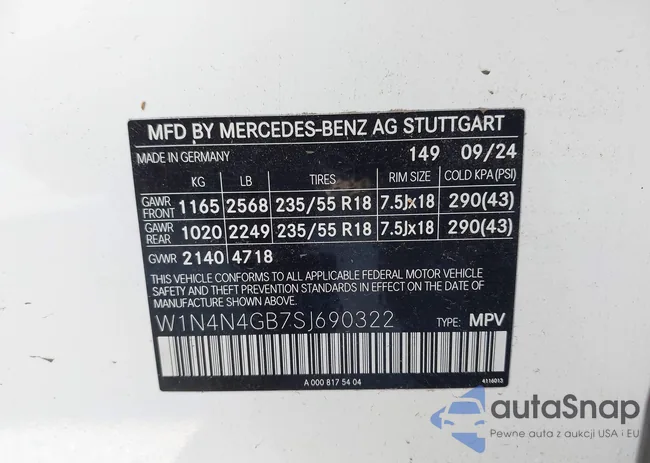 MFD BY MERCEDES-BENZ AG STUTTGART
MADE IN GERMANY 149 09/24
KG LB TIRES RIM SIZE COLD KPA (PSI)
GAWR FRONT 1165 2568 235/55 R18 7.5Jx18 290(43)
GAWR REAR 1020 2249 235/55 R18 7.5Jx18 290(43)
GVWR 2140 4718
THIS VEHICLE CONFORMS TO ALL APPLICABLE FEDERAL MOTOR VEHICLE
SAFETY AND THEFT PREVENTION STANDARDS IN EFFECT ON THE DATE OF
MANUFACTURE SHOWN ABOVE.
W1N4N4GB7SJ690322 TYPE: MPV
A 000 817 54 04 4116013
autaSnap
Pewne auta z aukcji USA i EU